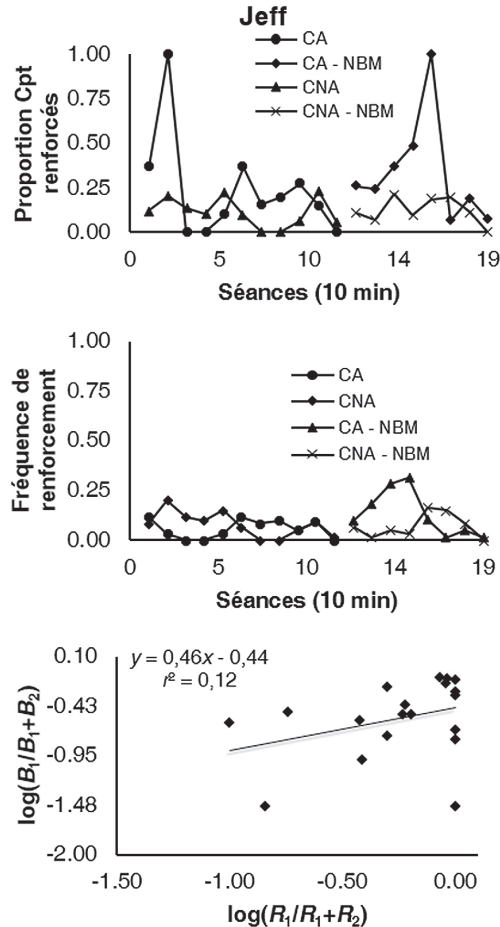 Jeff
CA
CA - NBM
CNA
CNA - NBM
Proportion Cpt
renforcés
1.00
0.75
0.50
0.25
0.00
0 5 10 14 19
Séances (10 min)
CA
CNA
CA - NBM
CNA - NBM
Fréquence de
renforcement
1.00
0.75
0.50
0.25
0.00
0 5 10 14 19
Séances (10 min)
y = 0,46x - 0,44
r² = 0,12
log(B₁/B₁+B₂)
0.10
-0.43
-0.95
-1.48
-2.00
-1.50 -1.00 -0.50 0.00
log(R₁/R₁+R₂)